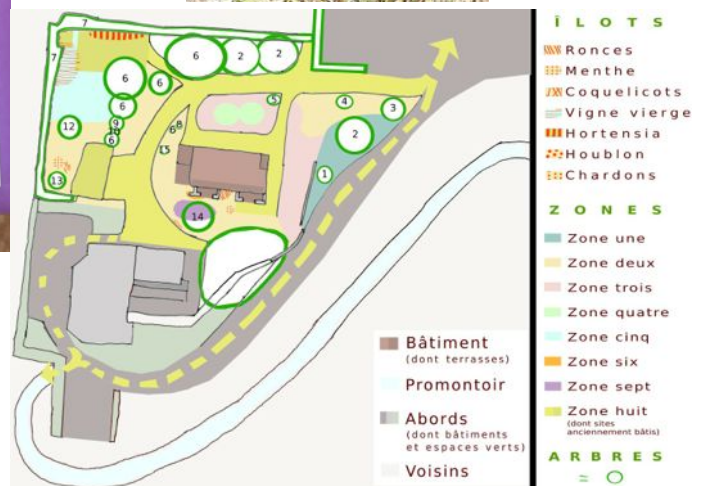 7
7
6
2
2
6
6
6
9
10
6
12
13
8
6
15
5
4
3
2
1
14
Bâtiment
(dont terrasses)
Promontoir
Abords
(dont bâtiments
et espaces verts)
Voisins
ÎLOTS
Ronces
Menthe
Coquelicots
Vigne vierge
Hortensia
Houblon
Chardons
ZONES
Zone une
Zone deux
Zone trois
Zone quatre
Zone cinq
Zone six
Zone sept
Zone huit
(dont sites
anciennement bâtis)
ARBRES
=